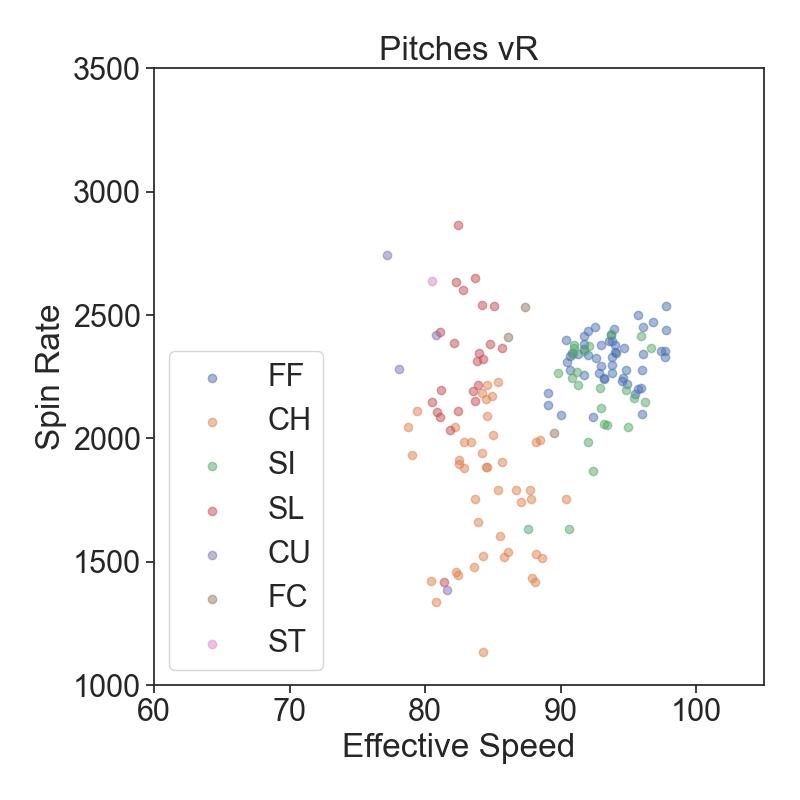 Pitches vR
3500
3000
2500
2000
1500
1000
Spin Rate
FF
CH
SI
SL
CU
FC
ST
60 70 80 90 100
Effective Speed